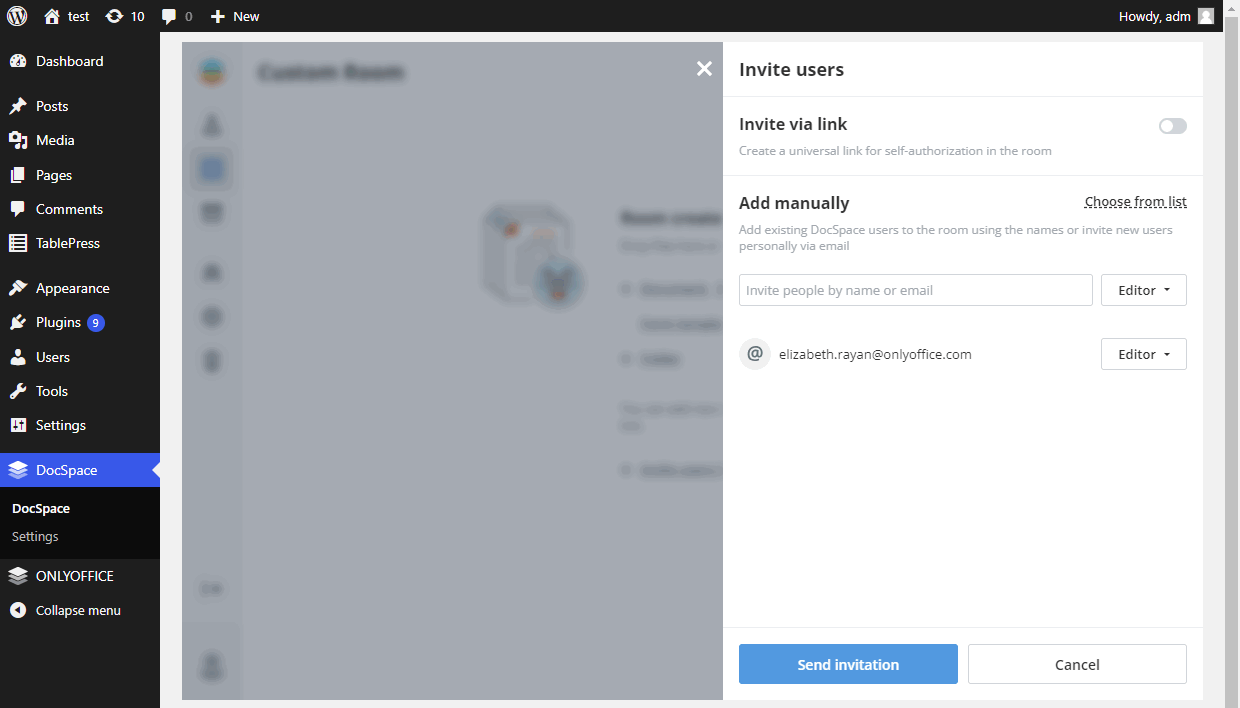 test
10
0
New
Howdy, adm
Dashboard
Posts
Media
Pages
Comments
TablePress
Appearance
Plugins 9
Users
Tools
Settings
DocSpace
DocSpace
Settings
ONLYOFFICE
Collapse menu
Custom Room
Room create
Invite users
Invite via link
Create a universal link for self-authorization in the room
Add manually
Choose from list
Add existing DocSpace users to the room using the names or invite new users
personally via email
Invite people by name or email
Editor
@
elizabeth.rayan@onlyoffice.com
Editor
Send invitation
Cancel